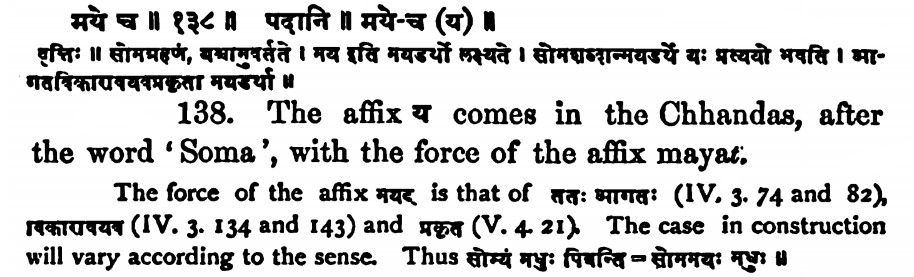 मये च ॥ १३८ ॥ पदानि ॥ मये-च (य) ॥
वृत्तिः ॥ सोमग्रहणं, यश्चानुवर्तते । मय इति मयडर्थो लक्ष्यते । सोमशब्दान्मयडर्थे यः प्रत्ययो भवति । आ-
गतविकारावयवप्रकृता मयडर्था ॥
138. The affix य comes in the Chhandas, after
the word ‘Soma’, with the force of the affix mayaṭ.
The force of the affix मयट् is that of ततः आगतः (IV. 3. 74 and 82),
विकारावयव (IV. 3. 134 and 143) and प्रकृत (V. 4. 21). The case in construction
will vary according to the sense. Thus सोम्यं मधुः पिबन्ति = सोममयः मधुः ॥